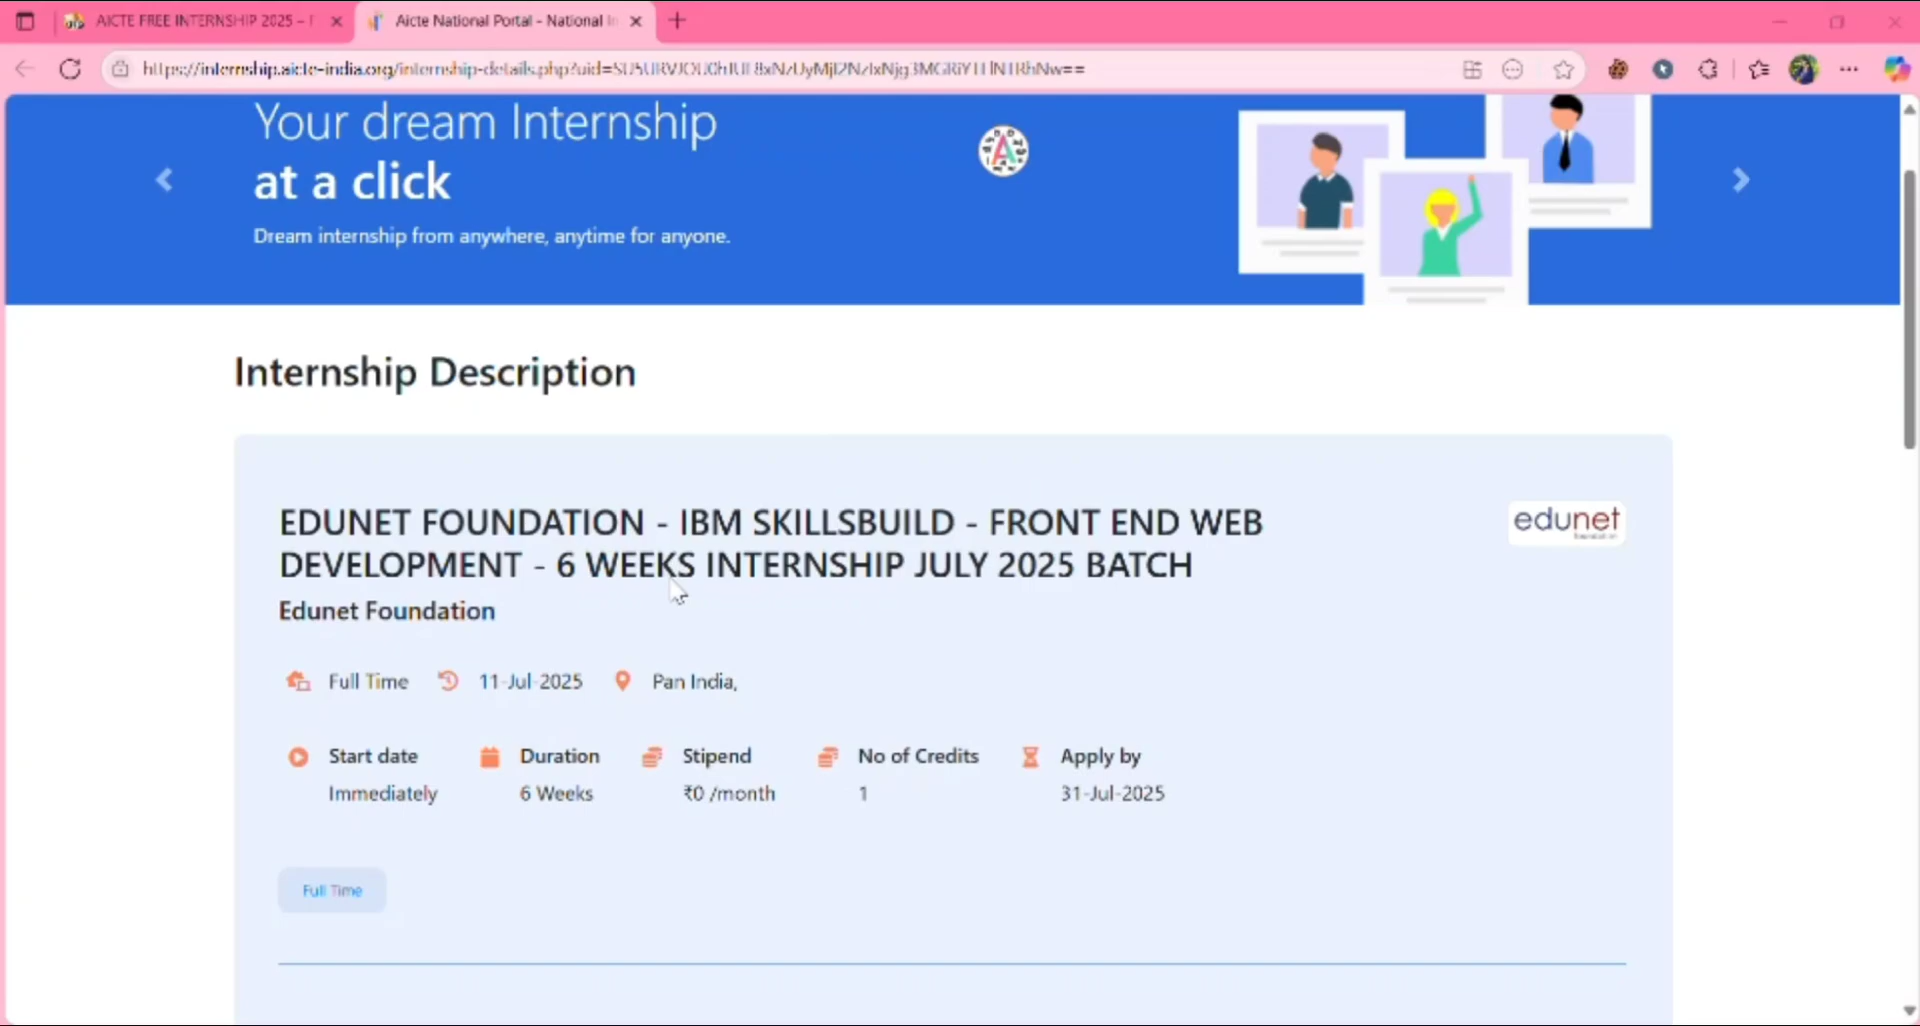 AICTE FREE INTERNSHIP 2025 –
Aicte National Portal - National
Your dream Internship
at a click
Dream internship from anywhere, anytime for anyone.
Internship Description
EDUNET FOUNDATION - IBM SKILLSBUILD - FRONT END WEB
DEVELOPMENT - 6 WEEKS INTERNSHIP JULY 2025 BATCH
edunet
foundation
Edunet Foundation
Full Time 11-Jul-2025 Pan India,
Start date Duration Stipend No of Credits Apply by
Immediately 6 Weeks ₹0 /month 1 31-Jul-2025
Full Time